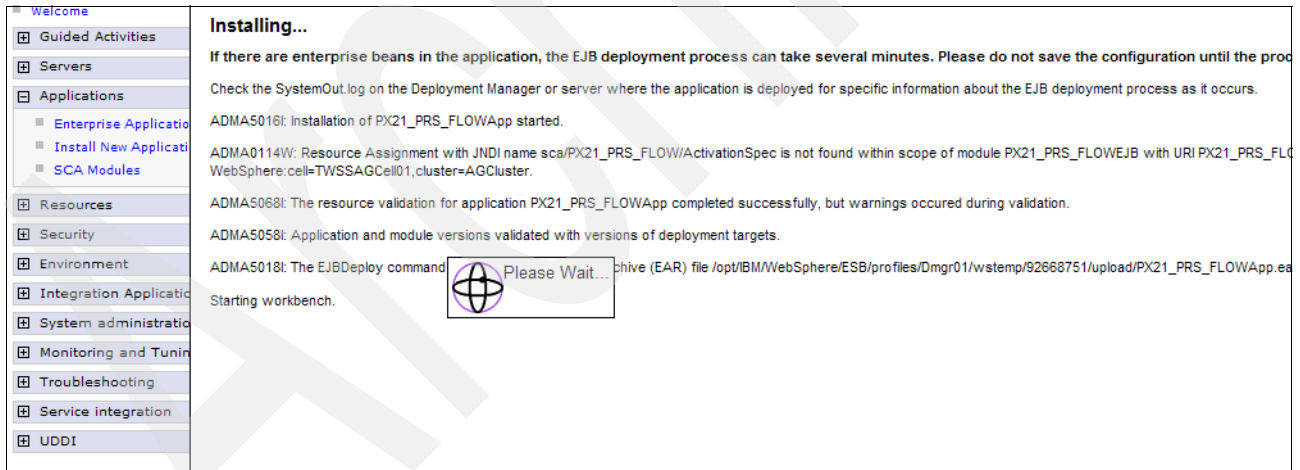 Welcome
Guided Activities
Servers
Applications
Enterprise Applicatio
Install New Applicati
SCA Modules
Resources
Security
Environment
Integration Applicatic
System administratio
Monitoring and Tunin
Troubleshooting
Service integration
UDDI
Installing...
If there are enterprise beans in the application, the EJB deployment process can take several minutes. Please do not save the configuration until the proc
Check the SystemOut.log on the Deployment Manager or server where the application is deployed for specific information about the EJB deployment process as it occurs.
ADMA5016I: Installation of PX21_PRS_FLOWApp started.
ADMA0114W: Resource Assignment with JNDI name sca/PX21_PRS_FLOW/ActivationSpec is not found within scope of module PX21_PRS_FLOWEJB with URI PX21_PRS_FLO
WebSphere:cell=TWSSAGCell01,cluster=AGCluster.
ADMA5068I: The resource validation for application PX21_PRS_FLOWApp completed successfully, but warnings occured during validation.
ADMA5058I: Application and module versions validated with versions of deployment targets.
ADMA5018I: The EJBDeploy command Please Wait... chive (EAR) file /opt/IBM/WebSphere/ESB/profiles/Dmgr01/wstemp/92668751/upload/PX21_PRS_FLOWApp.ea
Starting workbench.